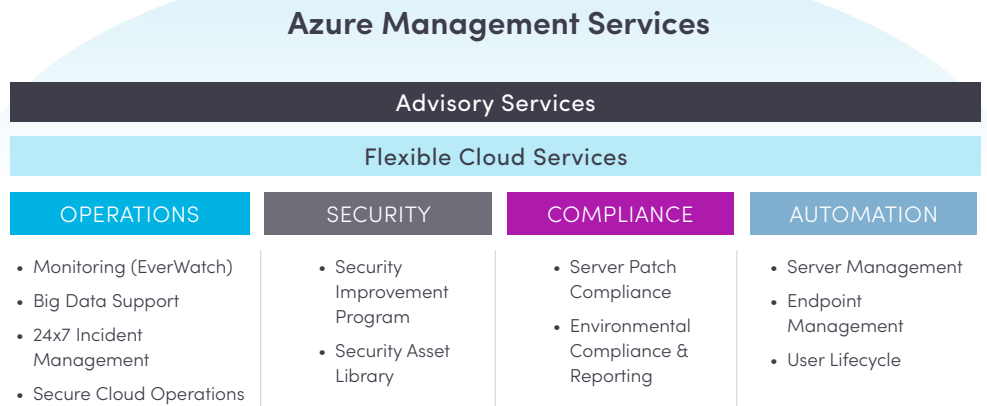 Azure Management Services
Advisory Services
Flexible Cloud Services
OPERATIONS
• Monitoring (EverWatch)
• Big Data Support
• 24x7 Incident
Management
• Secure Cloud Operations
SECURITY
• Security
Improvement
Program
• Security Asset
Library
COMPLIANCE
• Server Patch
Compliance
• Environmental
Compliance &
Reporting
AUTOMATION
• Server Management
• Endpoint
Management
• User Lifecycle